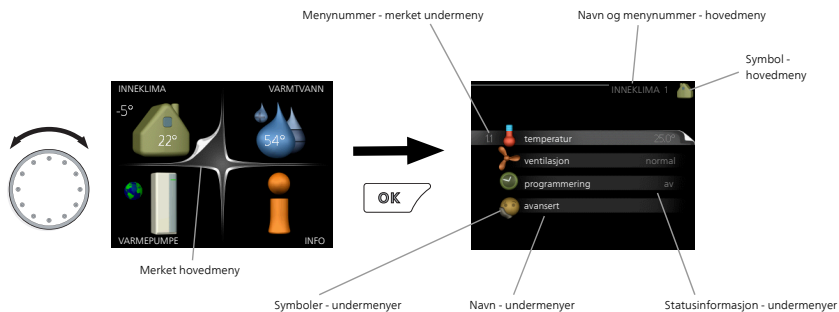 Menynummer - merket undermeny
Navn og menynummer - hovedmeny
Symbol -
hovedmeny
INNEKLIMA
VARMTVANN
-5°
22°
54°
VARMEPUMPE
INFO
Merket hovedmeny
OK
INNEKLIMA 1
1.1 temperatur 25.0°
ventilasjon normal
programmering av
avansert
Symboler - undermenyer
Navn - undermenyer
Statusinformasjon - undermenyer